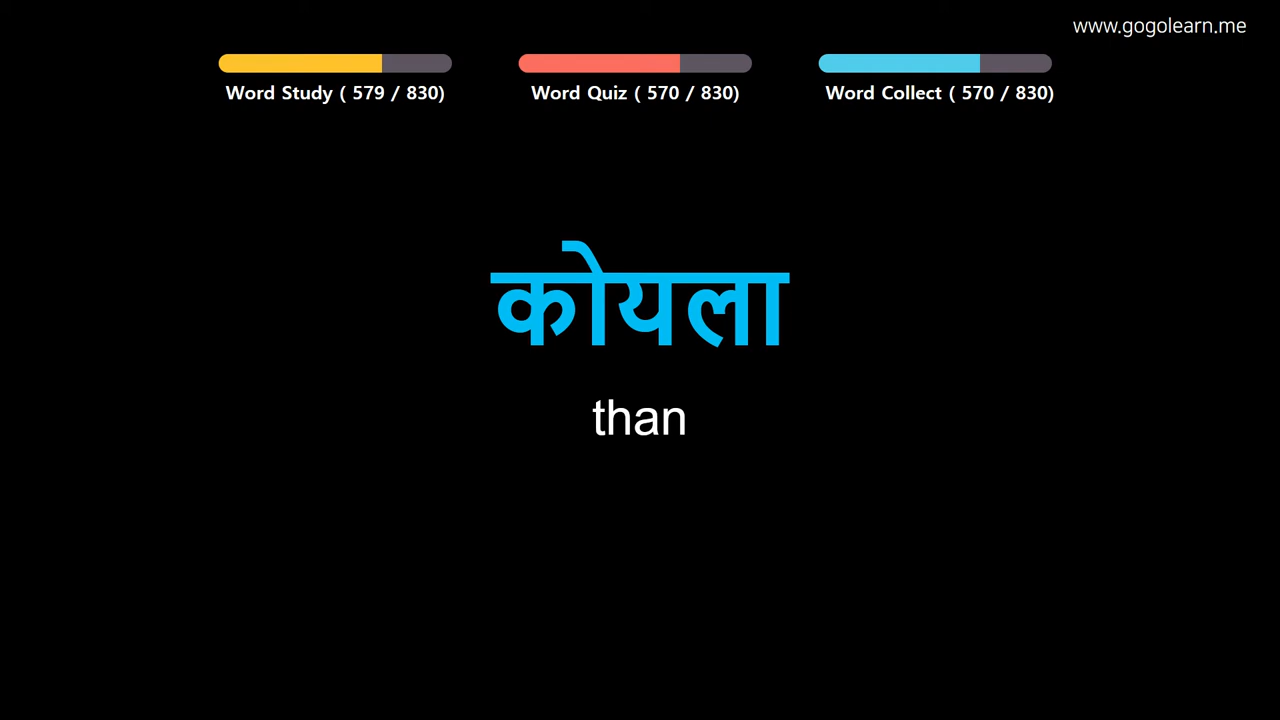 www.gogolearn.me
Word Study ( 579 / 830)
Word Quiz ( 570 / 830)
Word Collect ( 570 / 830)
कोयला
than